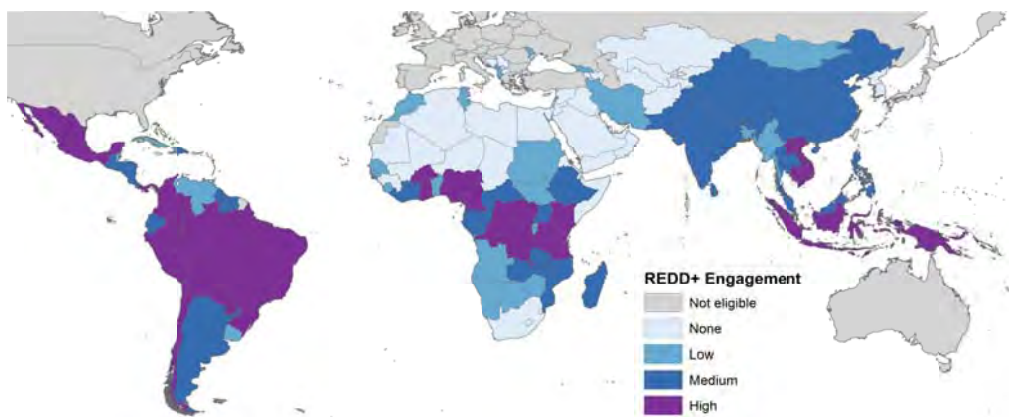 REDD+ Engagement
Not eligible
None
Low
Medium
High